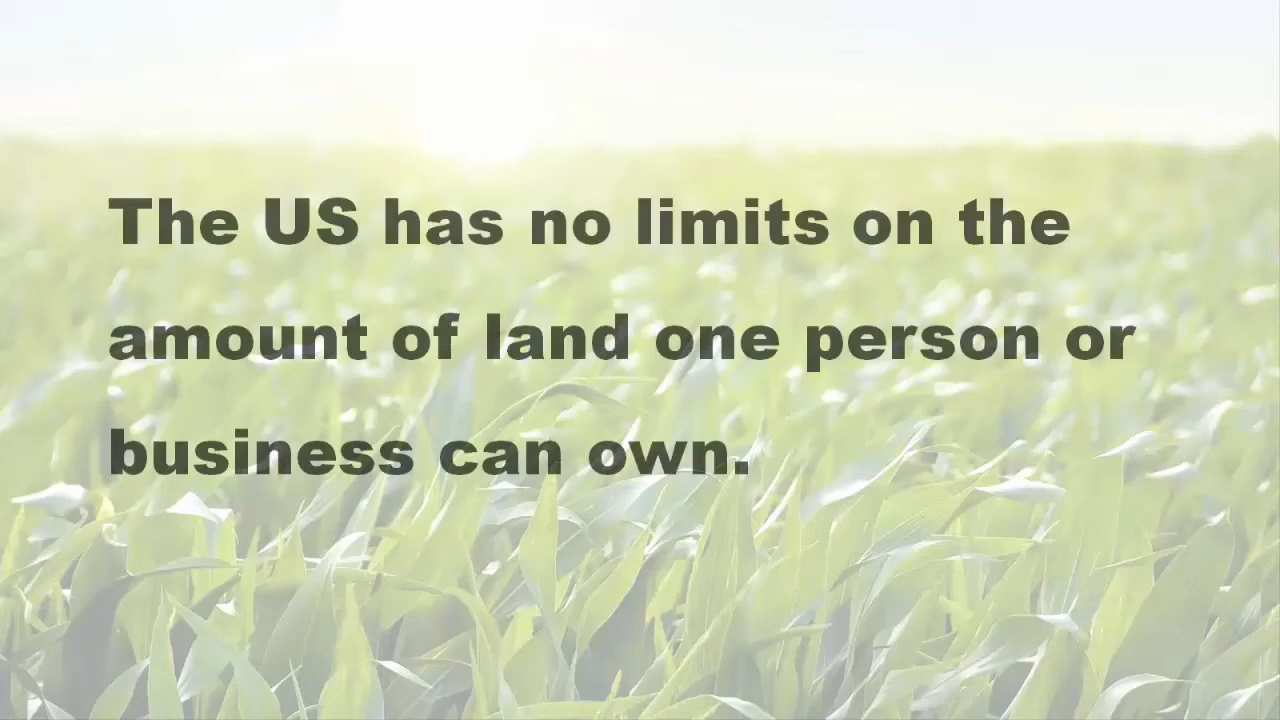 The US has no limits on the
amount of land one person or
business can own.